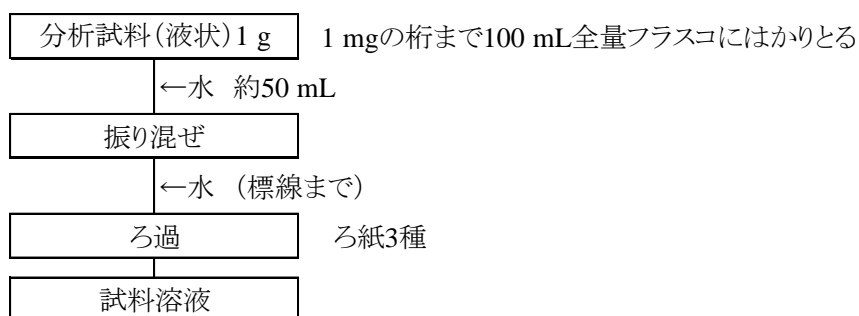 分析試料(液状)1 g 1 mgの桁まで100 mL全量フラスコにはかりとる
←水 約50 mL
振り混ぜ
←水 (標線まで)
ろ過 ろ紙3種
試料溶液